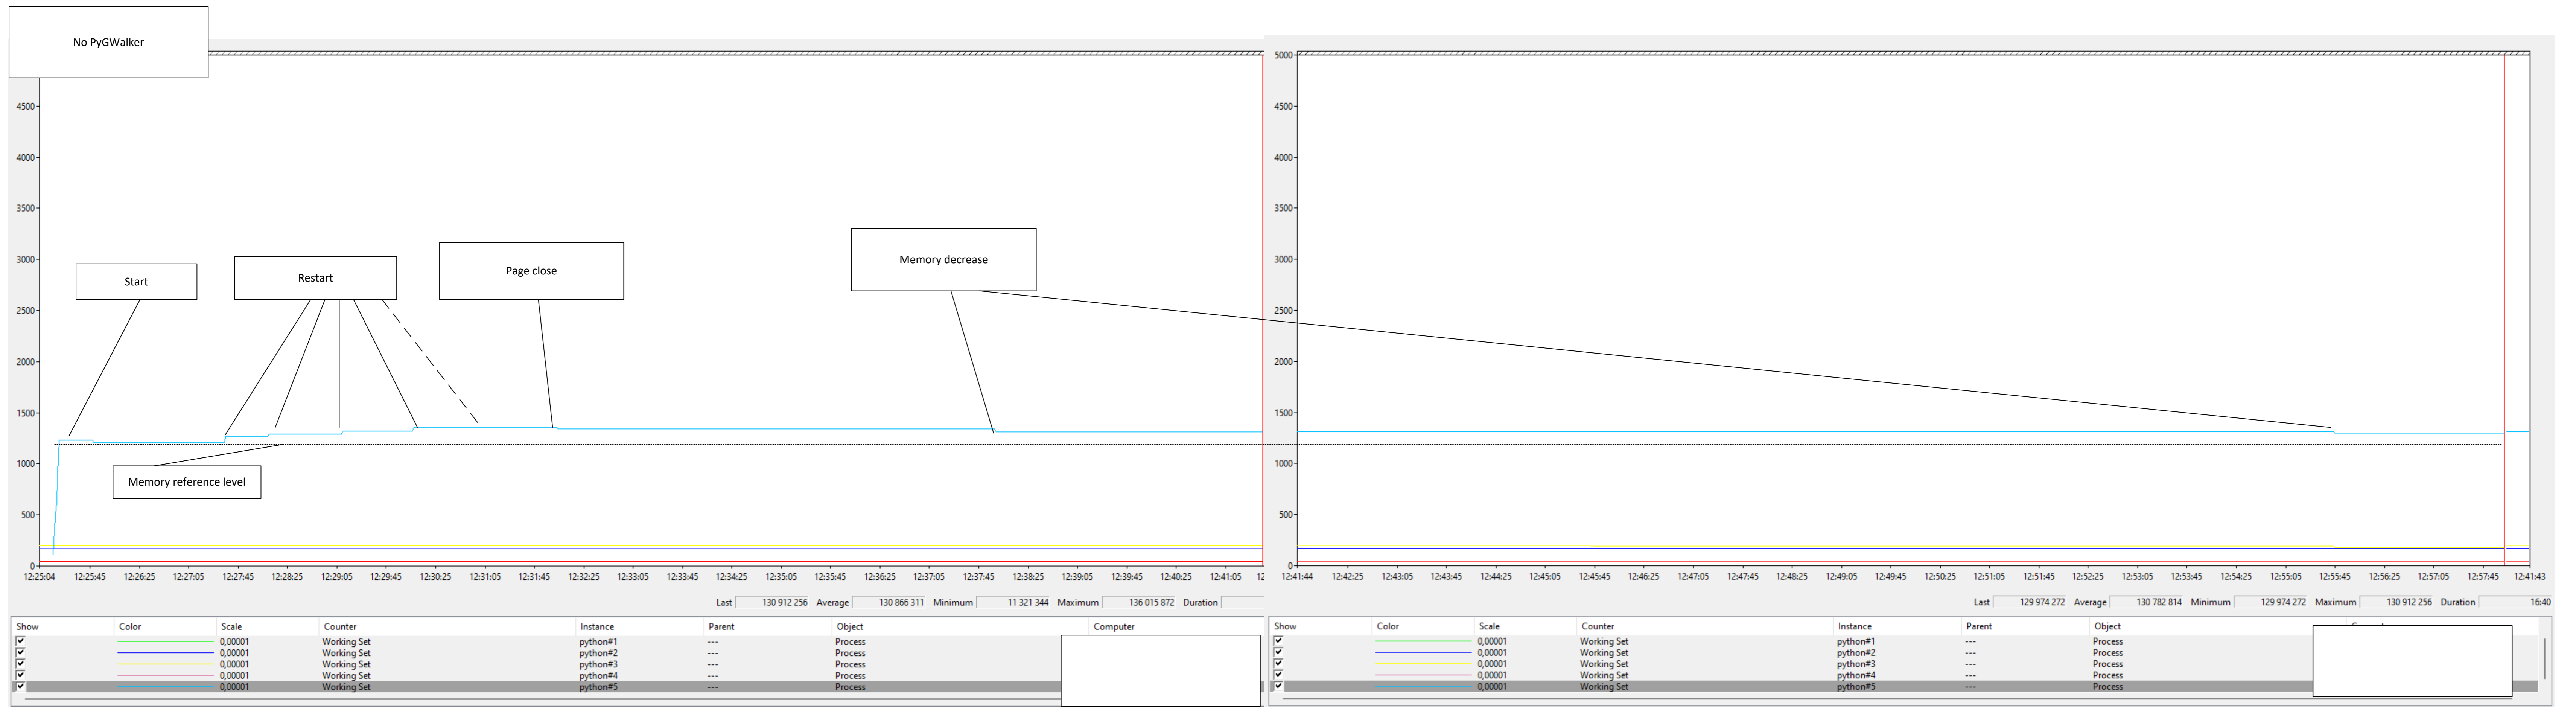 No PyGWalker
4500
4000
3500
3000
2500
2000
1500
1000
500
0
Start
Restart
Page close
Memory decrease
Memory reference level
12:25:04 12:25:45 12:26:25 12:27:05 12:27:45 12:28:25 12:29:05 12:29:45 12:30:25 12:31:05 12:31:45 12:32:25 12:33:05 12:33:45 12:34:25 12:35:05 12:35:45 12:36:25 12:37:05 12:37:45 12:38:25 12:39:05 12:39:45 12:40:25 12:41:05
Last 130 912 256 Average 130 866 311 Minimum 11 321 344 Maximum 136 015 872 Duration
Show Color Scale Counter Instance Parent Object Computer
0,00001 Working Set python#1 --- Process
0,00001 Working Set python#2 --- Process
0,00001 Working Set python#3 --- Process
0,00001 Working Set python#4 --- Process
0,00001 Working Set python#5 --- Process
5000
4500
4000
3500
3000
2500
2000
1500
1000
500
0
12:41:44 12:42:25 12:43:05 12:43:45 12:44:25 12:45:05 12:45:45 12:46:25 12:47:05 12:47:45 12:48:25 12:49:05 12:49:45 12:50:25 12:51:05 12:51:45 12:52:25 12:53:05 12:53:45 12:54:25 12:55:05 12:55:45 12:56:25 12:57:05 12:57:45 12:41:43
Last 129 974 272 Average 130 782 814 Minimum 129 974 272 Maximum 130 912 256 Duration 16:40
Show Color Scale Counter Instance Parent Object
0,00001 Working Set python#1 --- Process
0,00001 Working Set python#2 --- Process
0,00001 Working Set python#3 --- Process
0,00001 Working Set python#4 --- Process
0,00001 Working Set python#5 --- Process